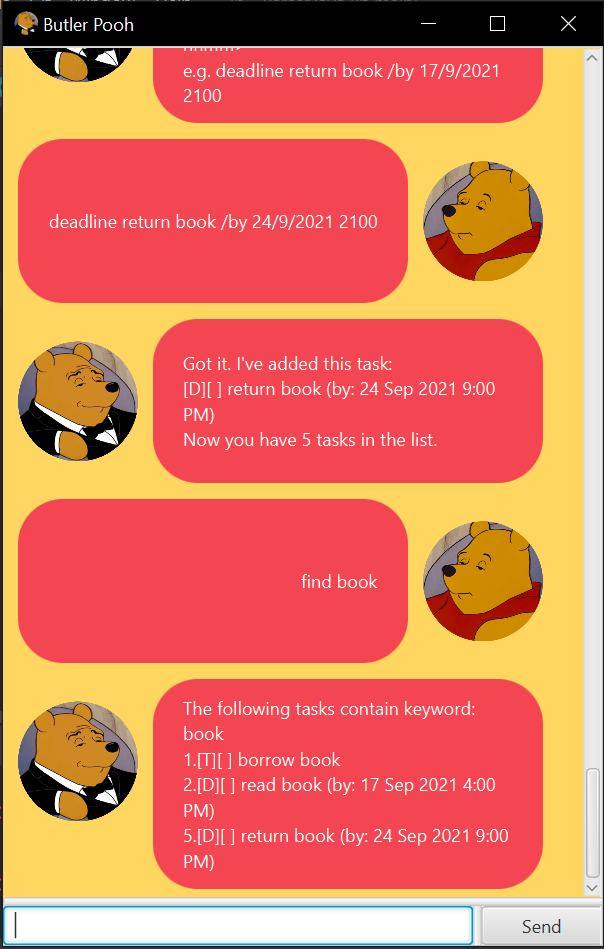 Butler Pooh
e.g. deadline return book /by 17/9/2021
2100
deadline return book /by 24/9/2021 2100
Got it. I've added this task:
[D][ ] return book (by: 24 Sep 2021 9:00
PM)
Now you have 5 tasks in the list.
find book
The following tasks contain keyword:
book
1.[T][ ] borrow book
2.[D][ ] read book (by: 17 Sep 2021 4:00
PM)
5.[D][ ] return book (by: 24 Sep 2021 9:00
PM)
Send